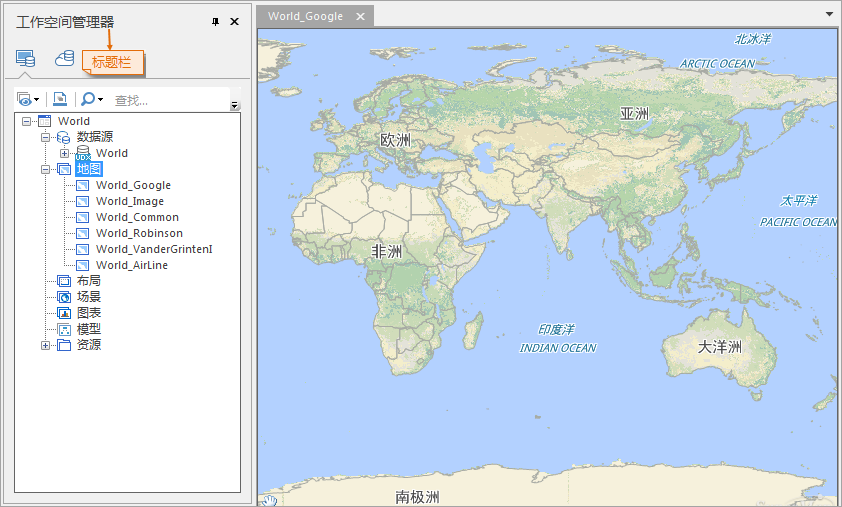 工作空间管理器
标题栏
查找...
World
数据源
UDX
World
地图
World_Google
World_Image
World_Common
World_Robinson
World_VanderGrintenI
World_AirLine
布局
场景
图表
模型
资源
World_Google
北冰洋
ARCTIC OCEAN
亚洲
欧洲
太平洋
PACIFIC OCEAN
非洲
印度洋
INDIAN OCEAN
大洋洲
南极洲